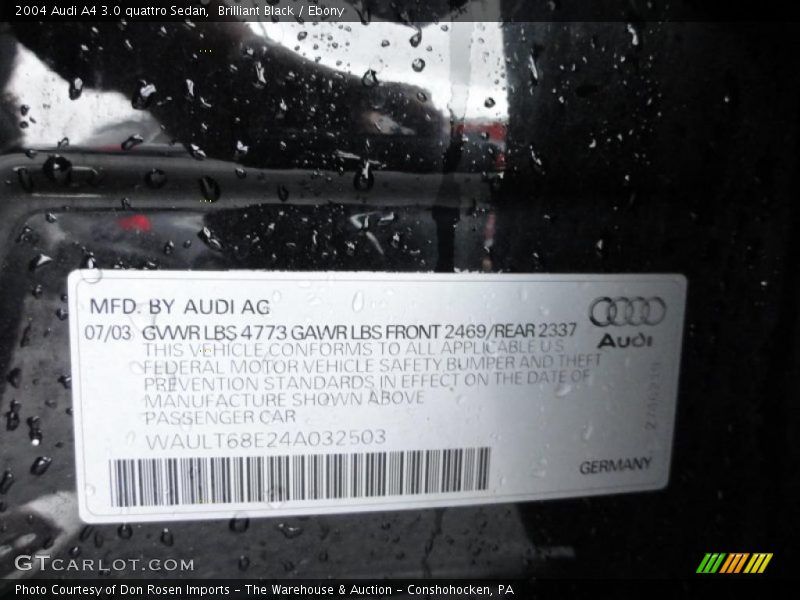 2004 Audi A4 3.0 quattro Sedan,  Brilliant Black / Ebony
MFD. BY AUDI AG
07/03 GVWR LBS 4773 GAWR LBS FRONT 2469/REAR 2337
THIS VEHICLE CONFORMS TO ALL APPLICABLE U S
FEDERAL MOTOR VEHICLE SAFETY BUMPER AND THEFT
PREVENTION STANDARDS IN EFFECT ON THE DATE OF
MANUFACTURE SHOWN ABOVE
PASSENGER CAR
WAULT68E24A032503
Audi
GERMANY
GTCARLOT.COM
Photo Courtesy of Don Rosen Imports - The Warehouse & Auction - Conshohocken, PA